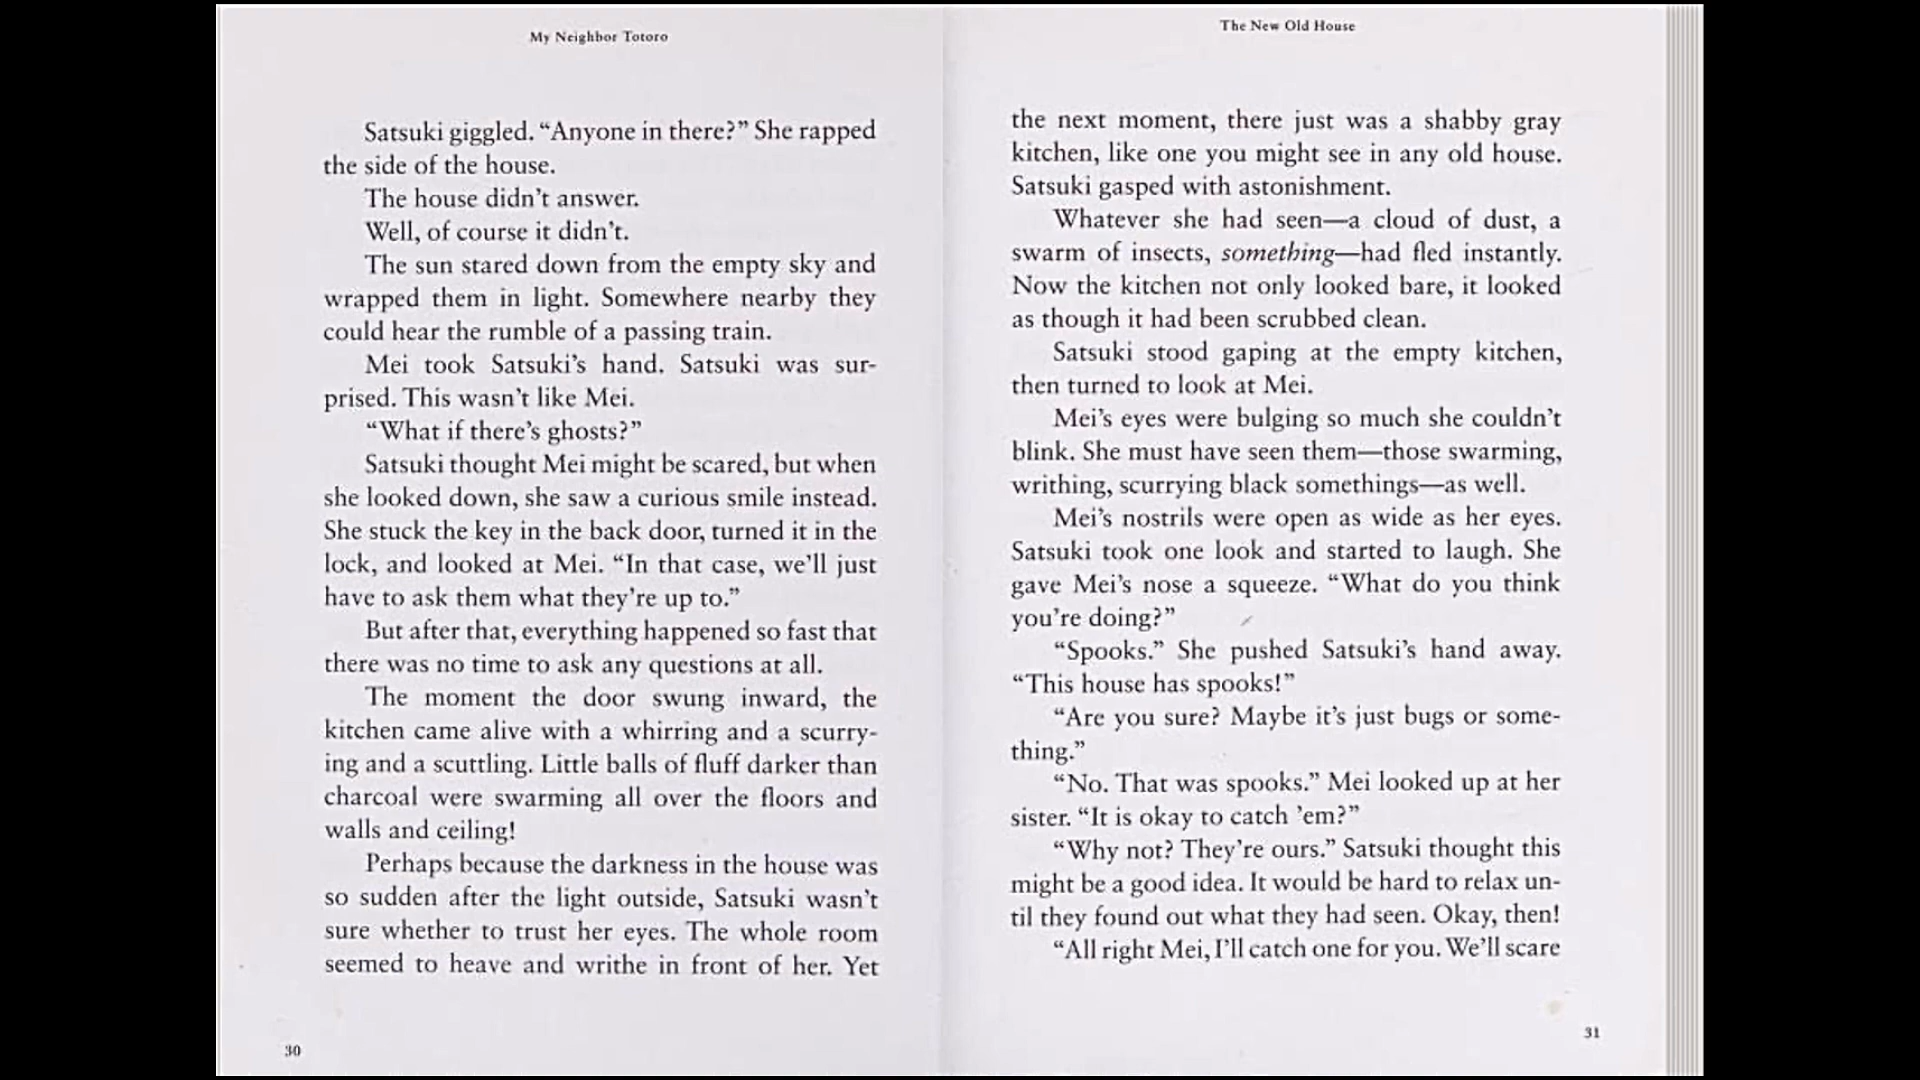 My Neighbor Totoro
Satsuki giggled. “Anyone in there?” She rapped
the side of the house.
The house didn’t answer.
Well, of course it didn’t.
The sun stared down from the empty sky and
wrapped them in light. Somewhere nearby they
could hear the rumble of a passing train.
Mei took Satsuki’s hand. Satsuki was sur-
prised. This wasn’t like Mei.
“What if there’s ghosts?”
Satsuki thought Mei might be scared, but when
she looked down, she saw a curious smile instead.
She stuck the key in the back door, turned it in the
lock, and looked at Mei. “In that case, we’ll just
have to ask them what they’re up to.”
But after that, everything happened so fast that
there was no time to ask any questions at all.
The moment the door swung inward, the
kitchen came alive with a whirring and a scurry-
ing and a scuttling. Little balls of fluff darker than
charcoal were swarming all over the floors and
walls and ceiling!
Perhaps because the darkness in the house was
so sudden after the light outside, Satsuki wasn’t
sure whether to trust her eyes. The whole room
seemed to heave and writhe in front of her. Yet
30
The New Old House
the next moment, there just was a shabby gray
kitchen, like one you might see in any old house.
Satsuki gasped with astonishment.
Whatever she had seen—a cloud of dust, a
swarm of insects, something—had fled instantly.
Now the kitchen not only looked bare, it looked
as though it had been scrubbed clean.
Satsuki stood gaping at the empty kitchen,
then turned to look at Mei.
Mei’s eyes were bulging so much she couldn’t
blink. She must have seen them—those swarming,
writhing, scurrying black somethings—as well.
Mei’s nostrils were open as wide as her eyes.
Satsuki took one look and started to laugh. She
gave Mei’s nose a squeeze. “What do you think
you’re doing?”
“Spooks.” She pushed Satsuki’s hand away.
“This house has spooks!”
“Are you sure? Maybe it’s just bugs or some-
thing.”
“No. That was spooks.” Mei looked up at her
sister. “It is okay to catch ’em?”
“Why not? They’re ours.” Satsuki thought this
might be a good idea. It would be hard to relax un-
til they found out what they had seen. Okay, then!
“All right Mei, I’ll catch one for you. We’ll scare
31